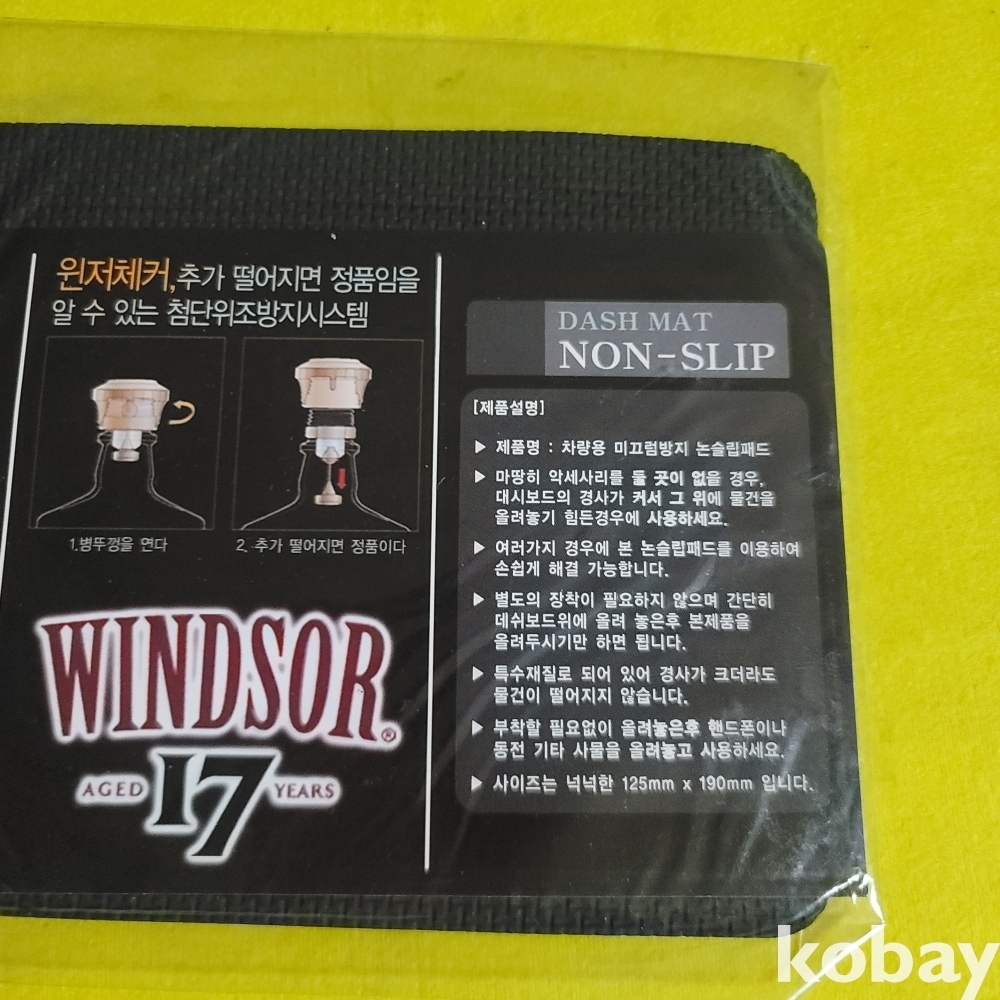 윈저체커,추가 떨어지면 정품임을
알 수 있는 첨단위조방지시스템
1.병뚜껑을 연다
2. 추가 떨어지면 정품이다
WINDSOR®
AGED 17 YEARS
DASH MAT
NON-SLIP
[제품설명]
▶ 제품명 : 차량용 미끄럼방지 논슬립패드
▶ 마땅히 악세사리를 둘 곳이 없을 경우,
대시보드의 경사가 커서 그 위에 물건을
올려놓기 힘든경우에 사용하세요.
▶ 여러가지 경우에 본 논슬립패드를 이용하여
손쉽게 해결 가능합니다.
▶ 별도의 장착이 필요하지 않으며 간단히
데쉬보드위에 올려 놓은후 본제품을
올려두시기만 하면 됩니다.
▶ 특수재질로 되어 있어 경사가 크더라도
물건이 떨어지지 않습니다.
▶ 부착할 필요없이 올려놓은후 핸드폰이나
동전 기타 사물을 올려놓고 사용하세요.
▶ 사이즈는 넉넉한 125mm x 190mm 입니다.
kobay